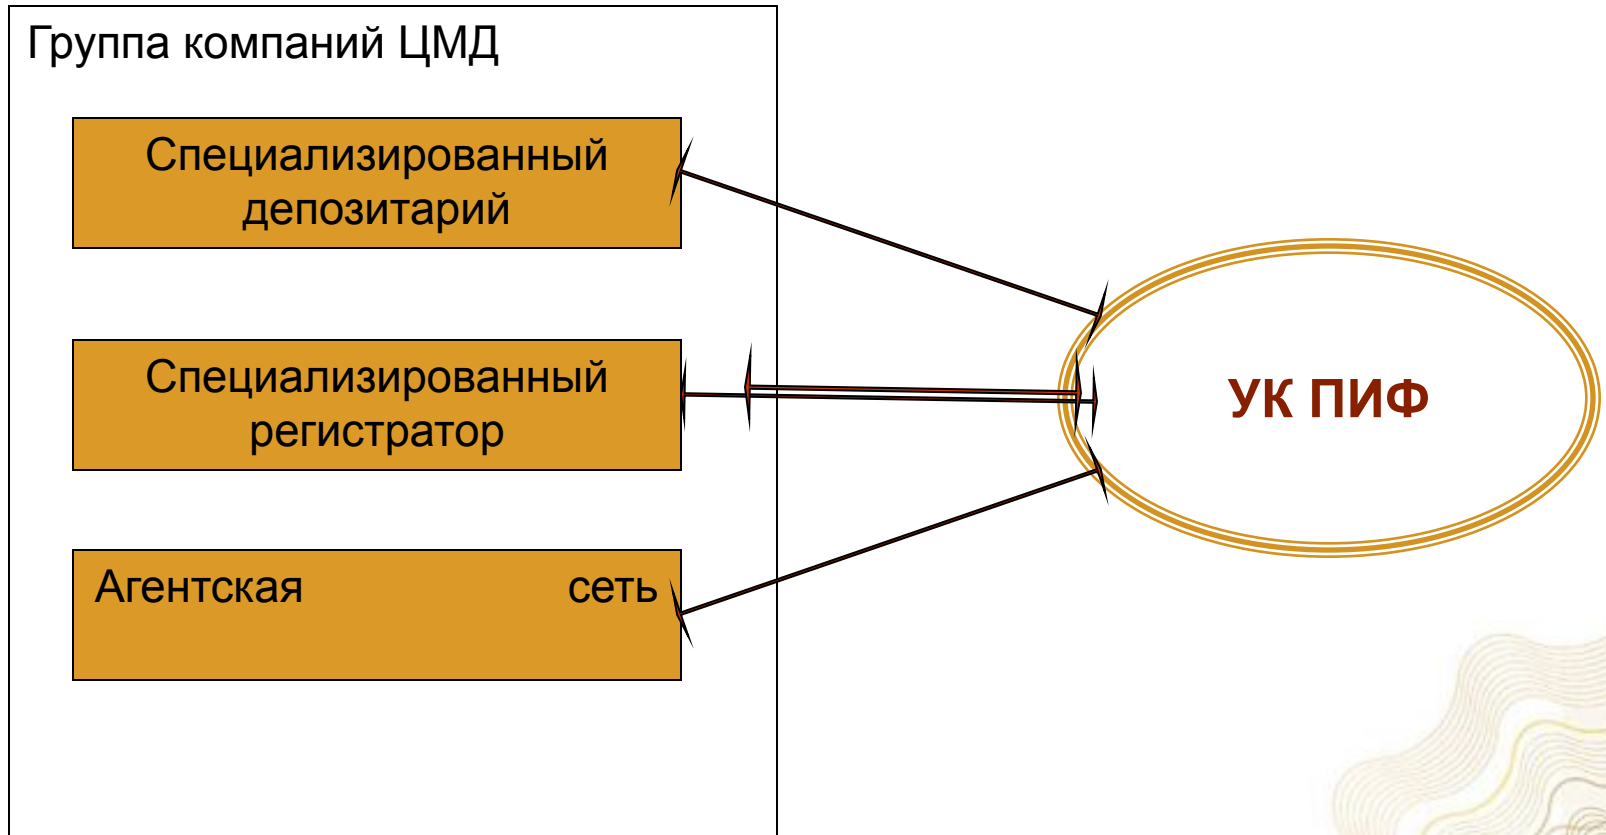 Группа компаний ЦМД
Специализированный
депозитарий
Специализированный
регистратор
УК ПИФ
Агентская сеть